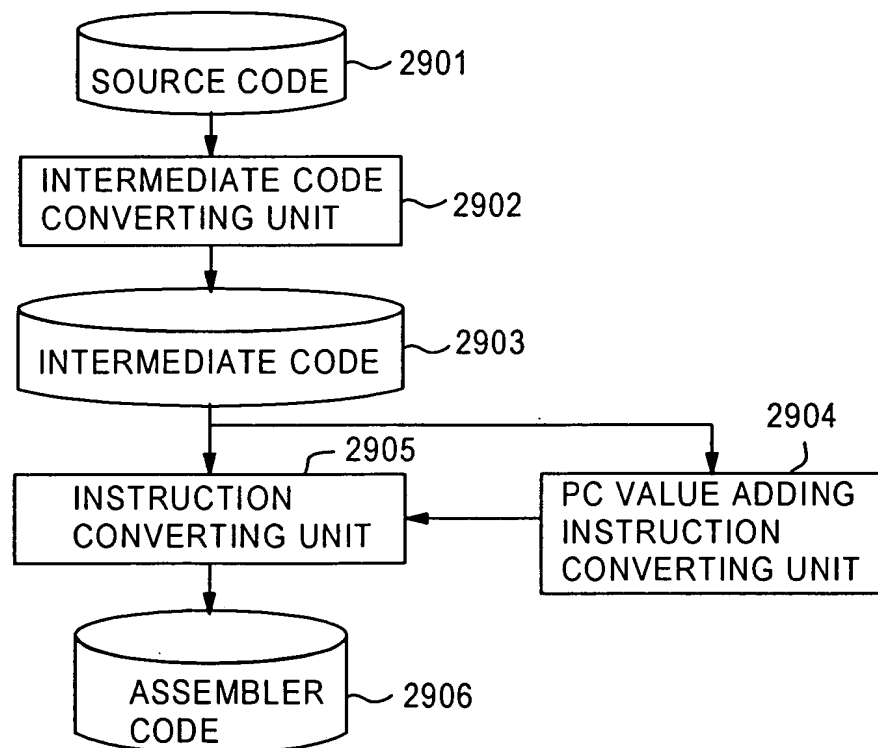 SOURCE CODE
2901
INTERMEDIATE CODE
CONVERTING UNIT
2902
INTERMEDIATE CODE
2903
2904
2905
INSTRUCTION
CONVERTING UNIT
PC VALUE ADDING
INSTRUCTION
CONVERTING UNIT
ASSEMBLER
CODE
2906